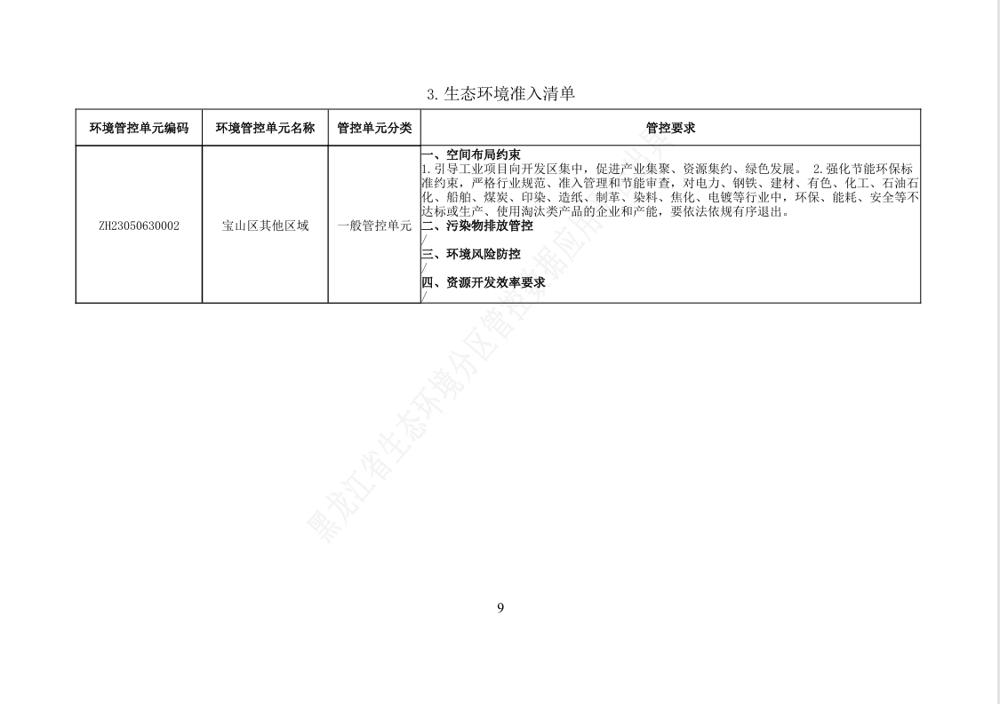 3.生态环境准入清单
环境管控单元编码 环境管控单元名称 管控单元分类 管控要求
ZH23050630002 宝山区其他区域 一般管控单元
一、空间布局约束
1.引导工业项目向开发区集中，促进产业集聚、资源集约、绿色发展。 2.强化节能环保标
准约束，严格行业规范、准入管理和节能审查，对电力、钢铁、建材、有色、化工、石油石
化、船舶、煤炭、印染、造纸、制革、染料、焦化、电镀等行业中，环保、能耗、安全等不
达标或生产、使用淘汰类产品的企业和产能，要依法依规有序退出。
二、污染物排放管控
/
三、环境风险防控
/
四、资源开发效率要求
/
黑龙江省生态环境分区管控数据应用
出具
9